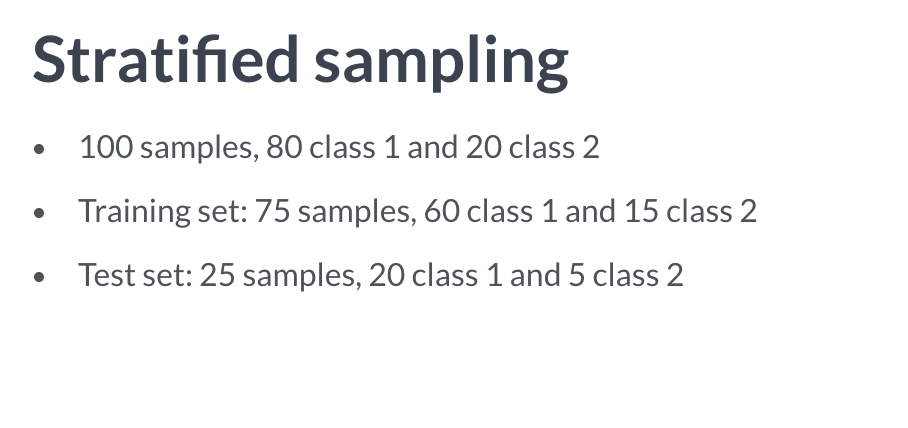 Stratified sampling
• 100 samples, 80 class 1 and 20 class 2
• Training set: 75 samples, 60 class 1 and 15 class 2
• Test set: 25 samples, 20 class 1 and 5 class 2